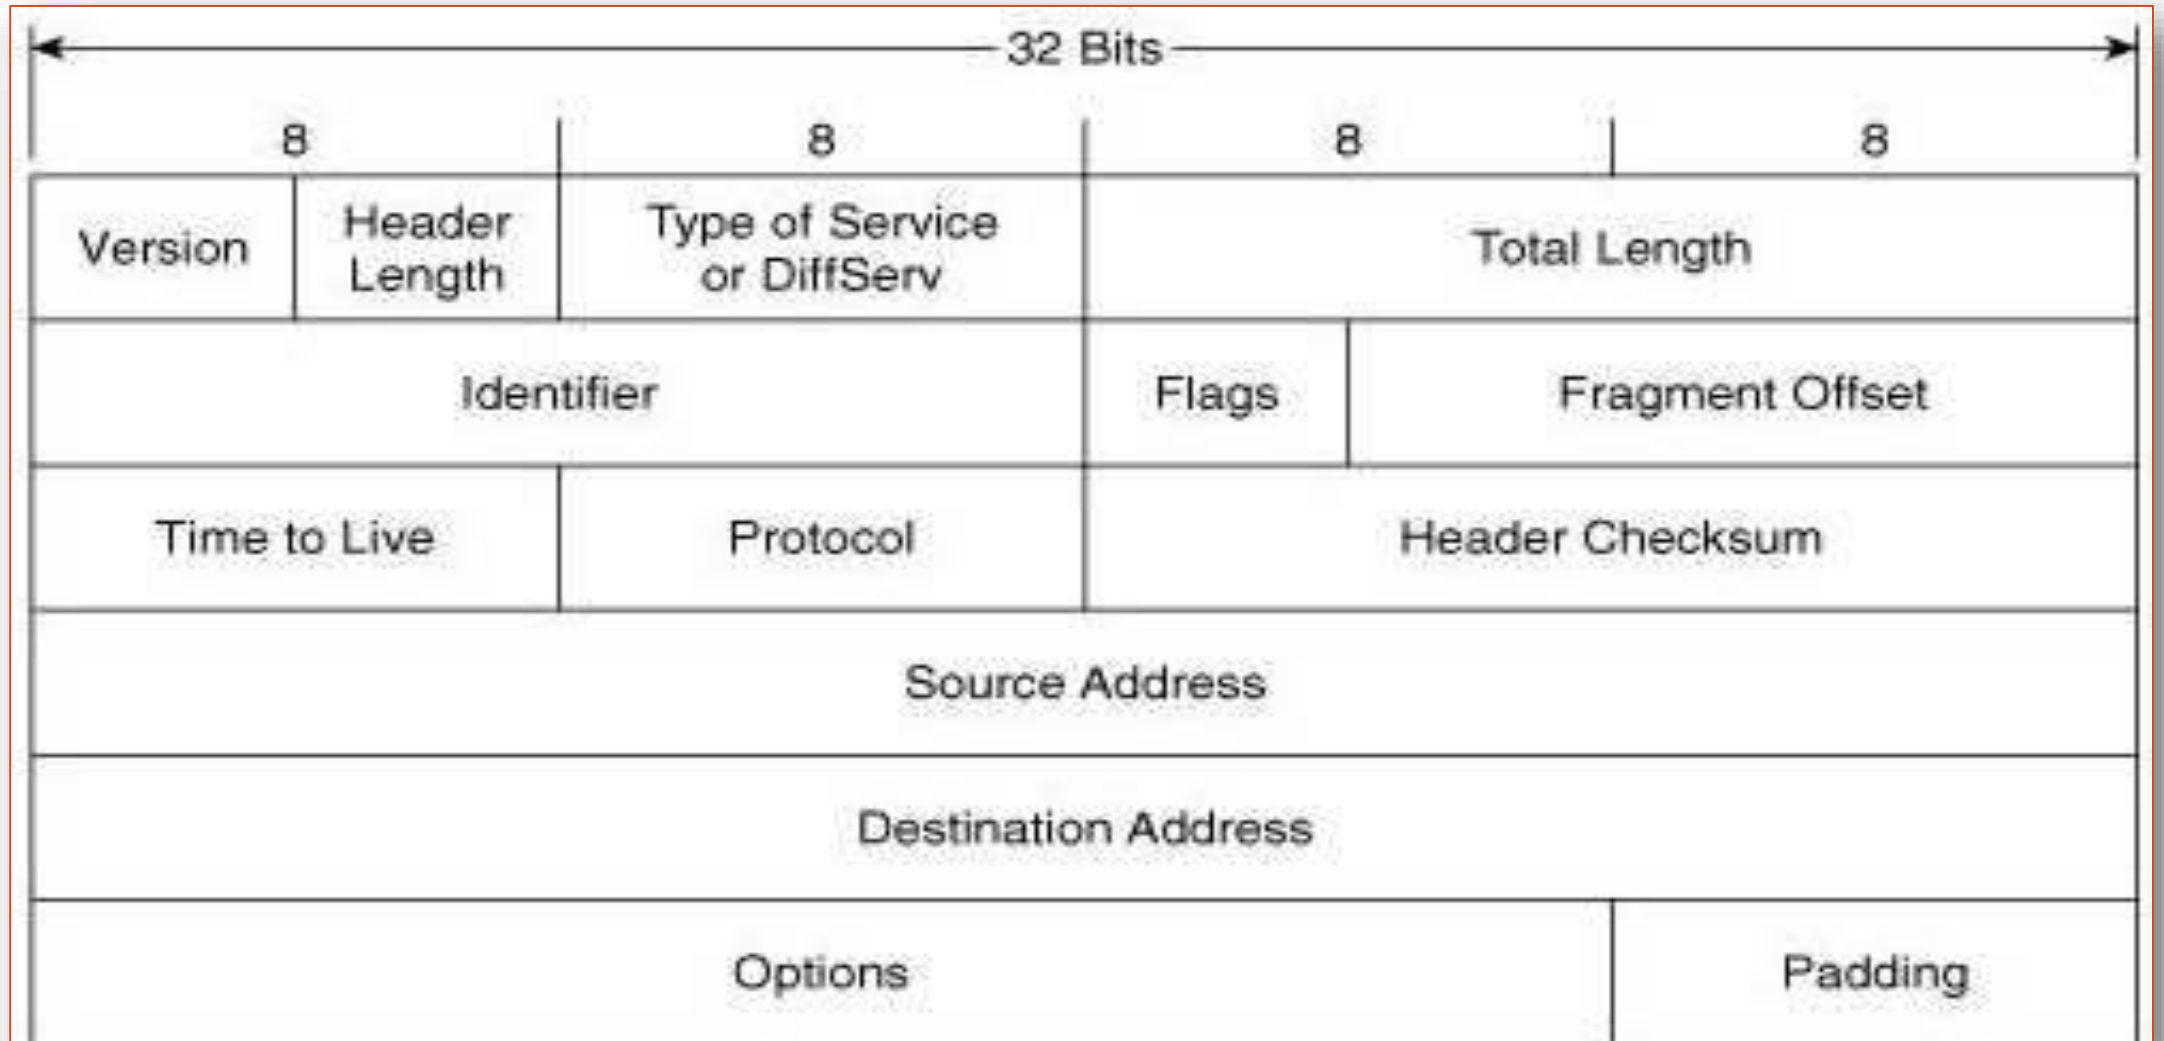 32 Bits
8 8 8 8
Version Header Length Type of Service or DiffServ Total Length
Identifier Flags Fragment Offset
Time to Live Protocol Header Checksum
Source Address
Destination Address
Options Padding